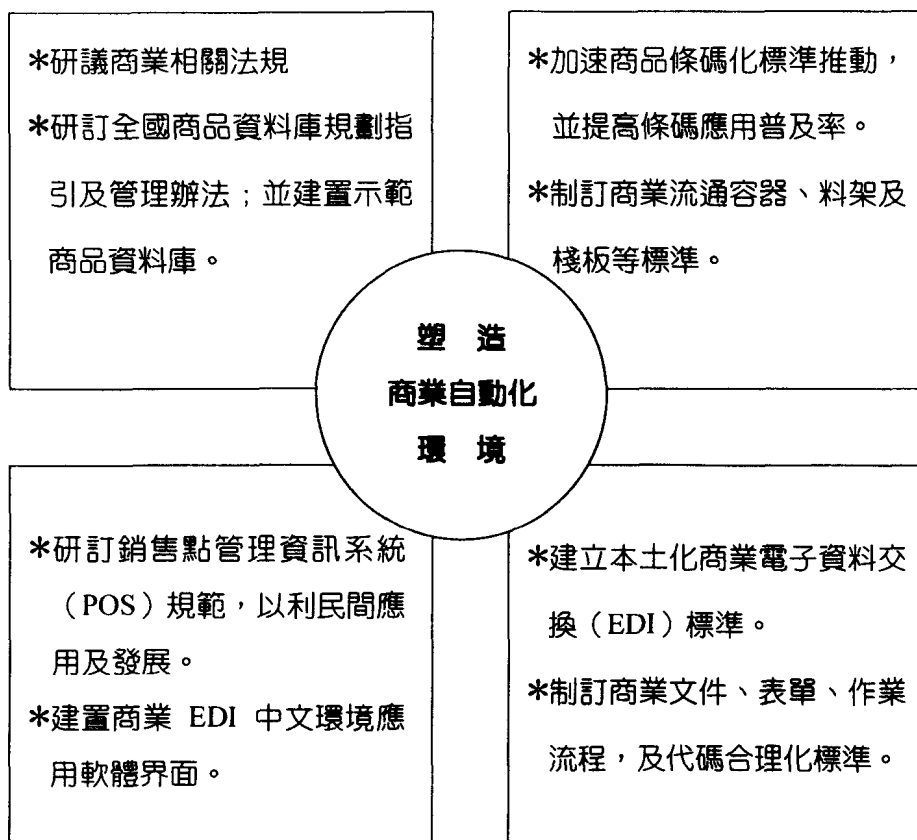 *研議商業相關法規
*研訂全國商品資料庫規劃指
引及管理辦法；並建置示範
商品資料庫。
*加速商品條碼化標準推動，
並提高條碼應用普及率。
*制訂商業流通容器、料架及
棧板等標準。
塑 造
商業自動化
環 境
*研訂銷售點管理資訊系統
（POS）規範，以利民間應
用及發展。
*建置商業 EDI 中文環境應
用軟體界面。
*建立本土化商業電子資料交
換（EDI）標準。
*制訂商業文件、表單、作業
流程，及代碼合理化標準。